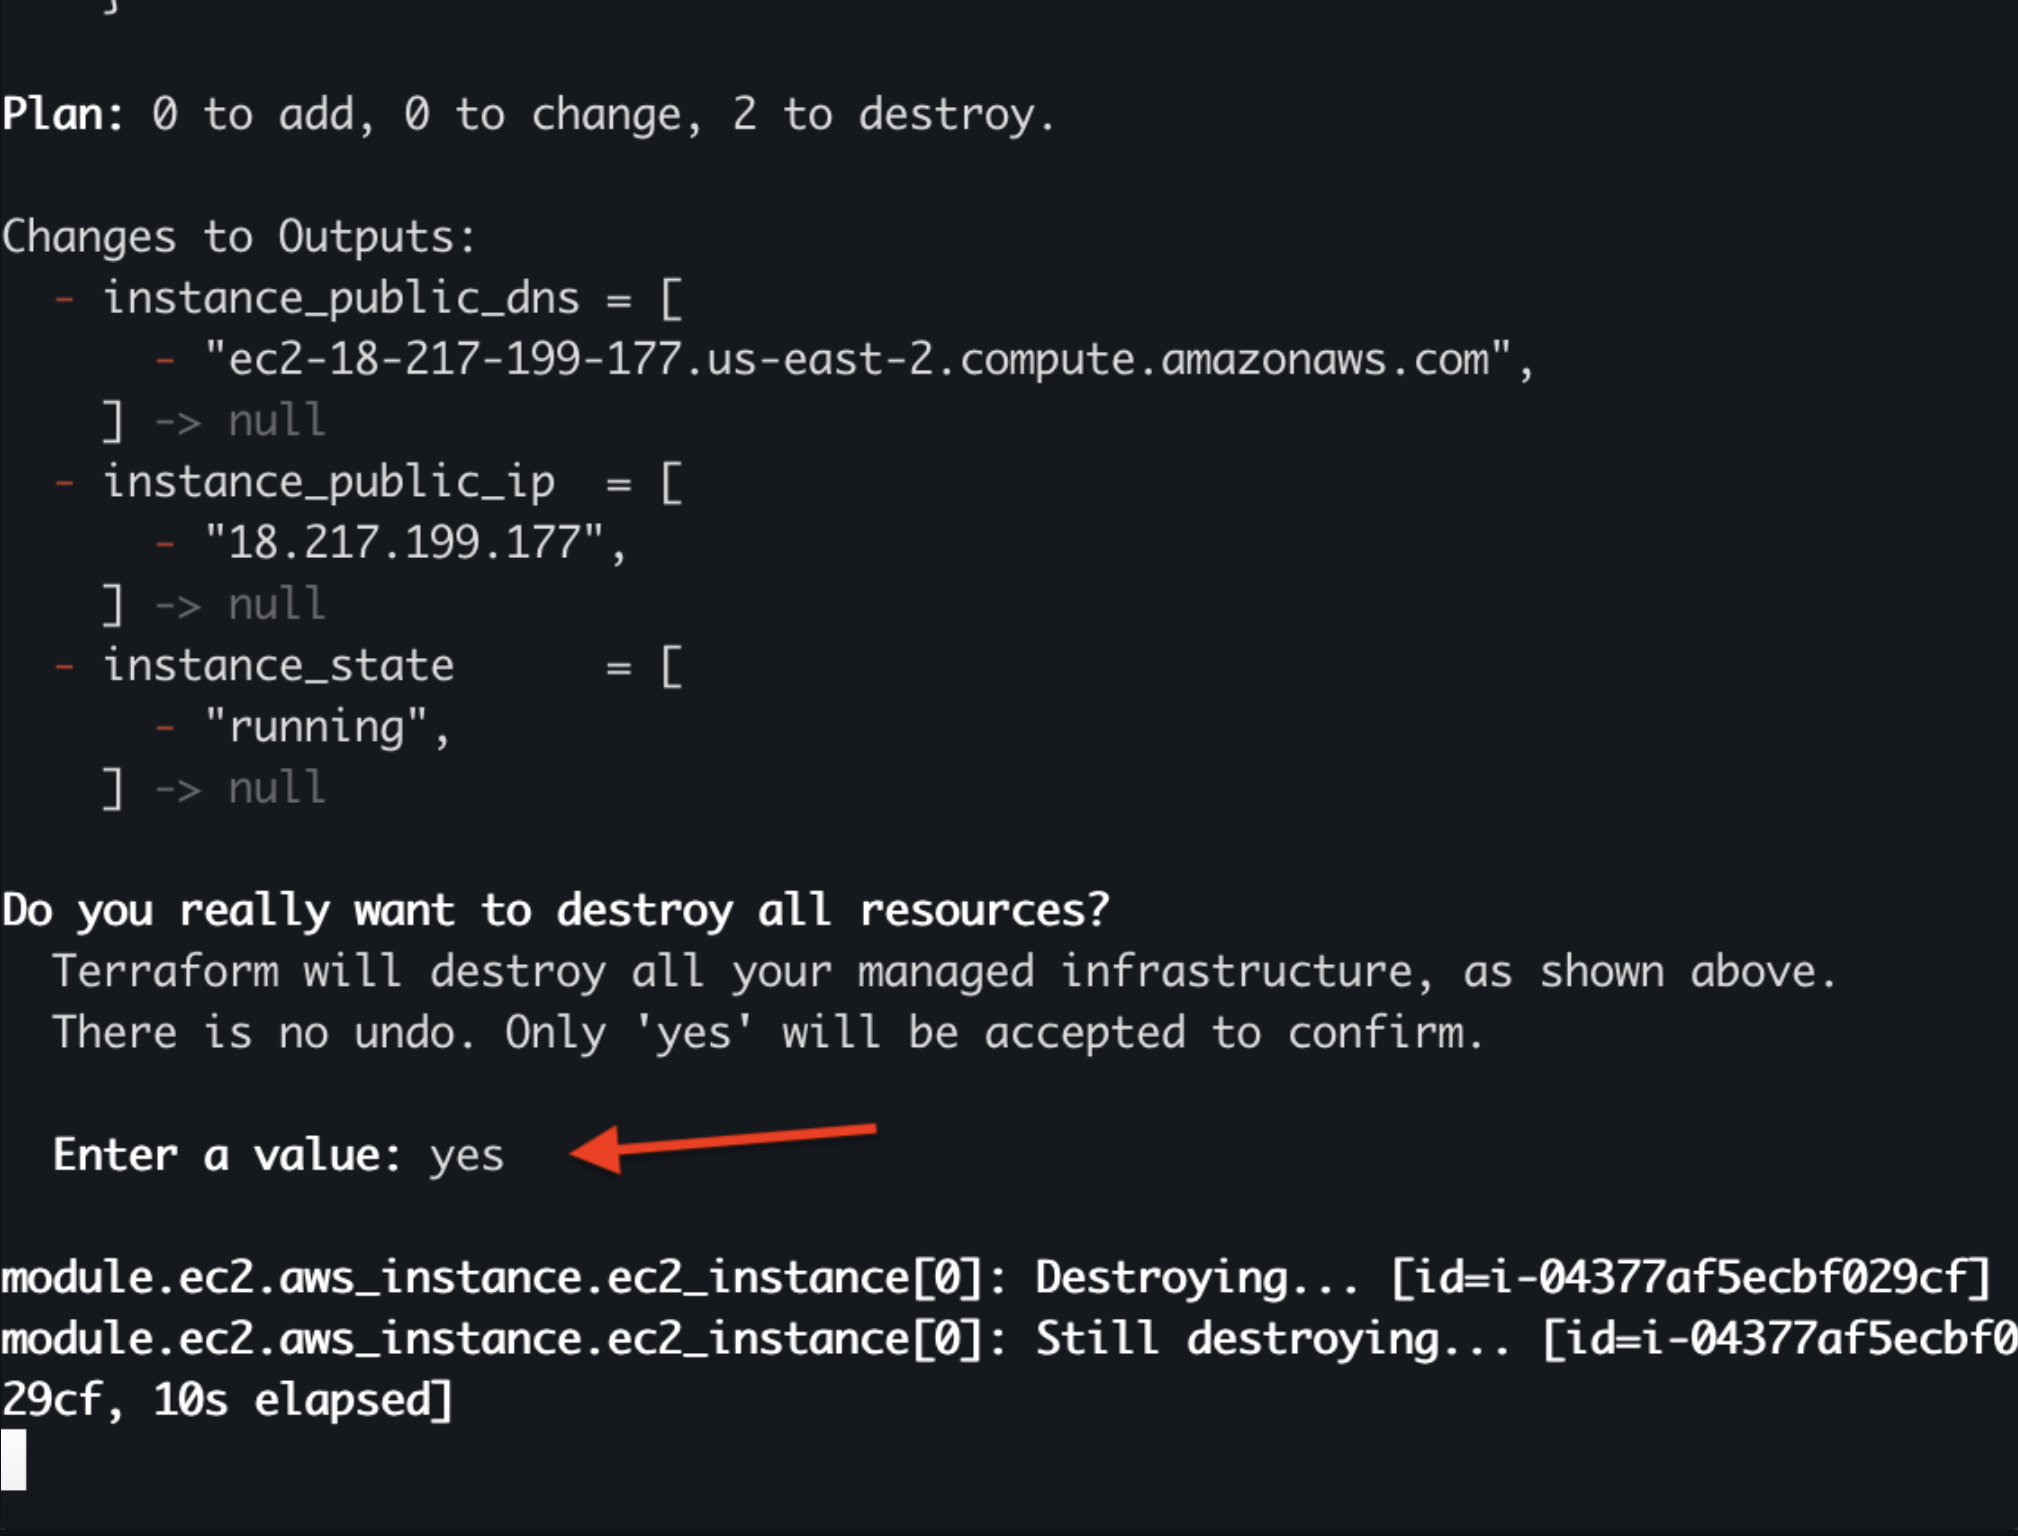 }
Plan: 0 to add, 0 to change, 2 to destroy.
Changes to Outputs:
  - instance_public_dns = [
      - "ec2-18-217-199-177.us-east-2.compute.amazonaws.com",
    ] -> null
  - instance_public_ip  = [
      - "18.217.199.177",
    ] -> null
  - instance_state      = [
      - "running",
    ] -> null
Do you really want to destroy all resources?
  Terraform will destroy all your managed infrastructure, as shown above.
  There is no undo. Only 'yes' will be accepted to confirm.
  Enter a value: yes
module.ec2.aws_instance.ec2_instance[0]: Destroying... [id=i-04377af5ecbf029cf]
module.ec2.aws_instance.ec2_instance[0]: Still destroying... [id=i-04377af5ecbf0
29cf, 10s elapsed]